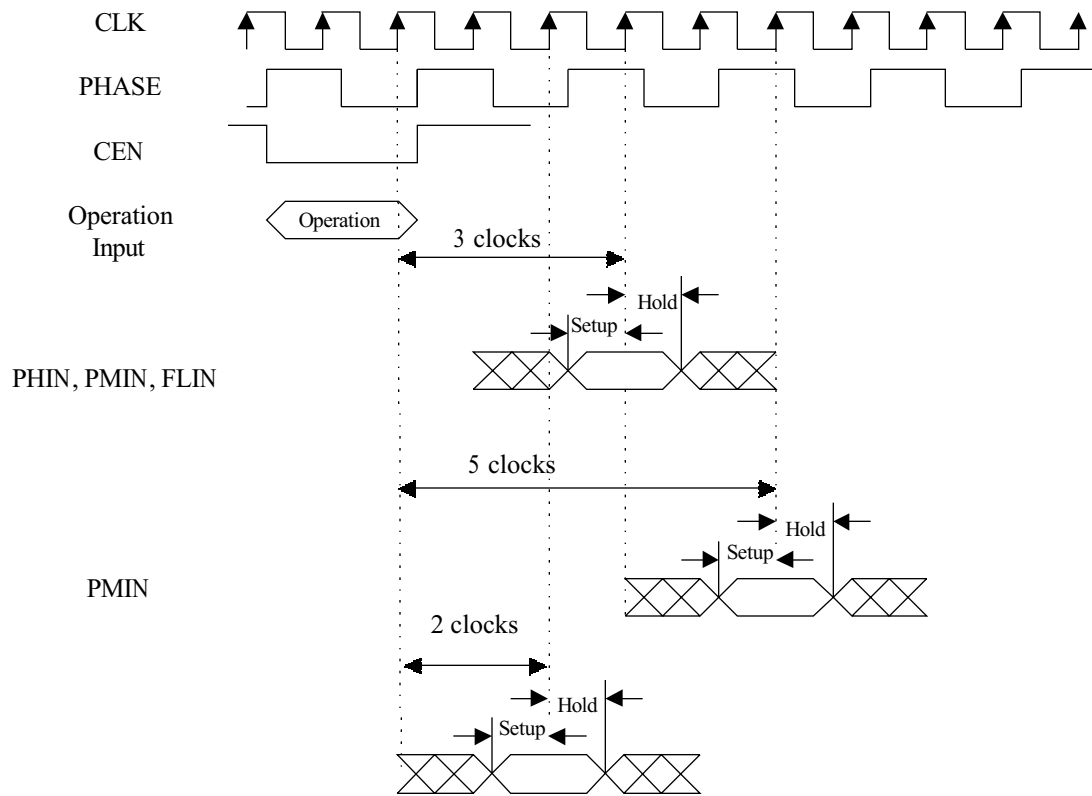 CLK
PHASE
CEN
Operation
Input
Operation
3 clocks
Hold
Setup
PHIN, PMIN, FLIN
5 clocks
Hold
Setup
PMIN
2 clocks
Hold
Setup